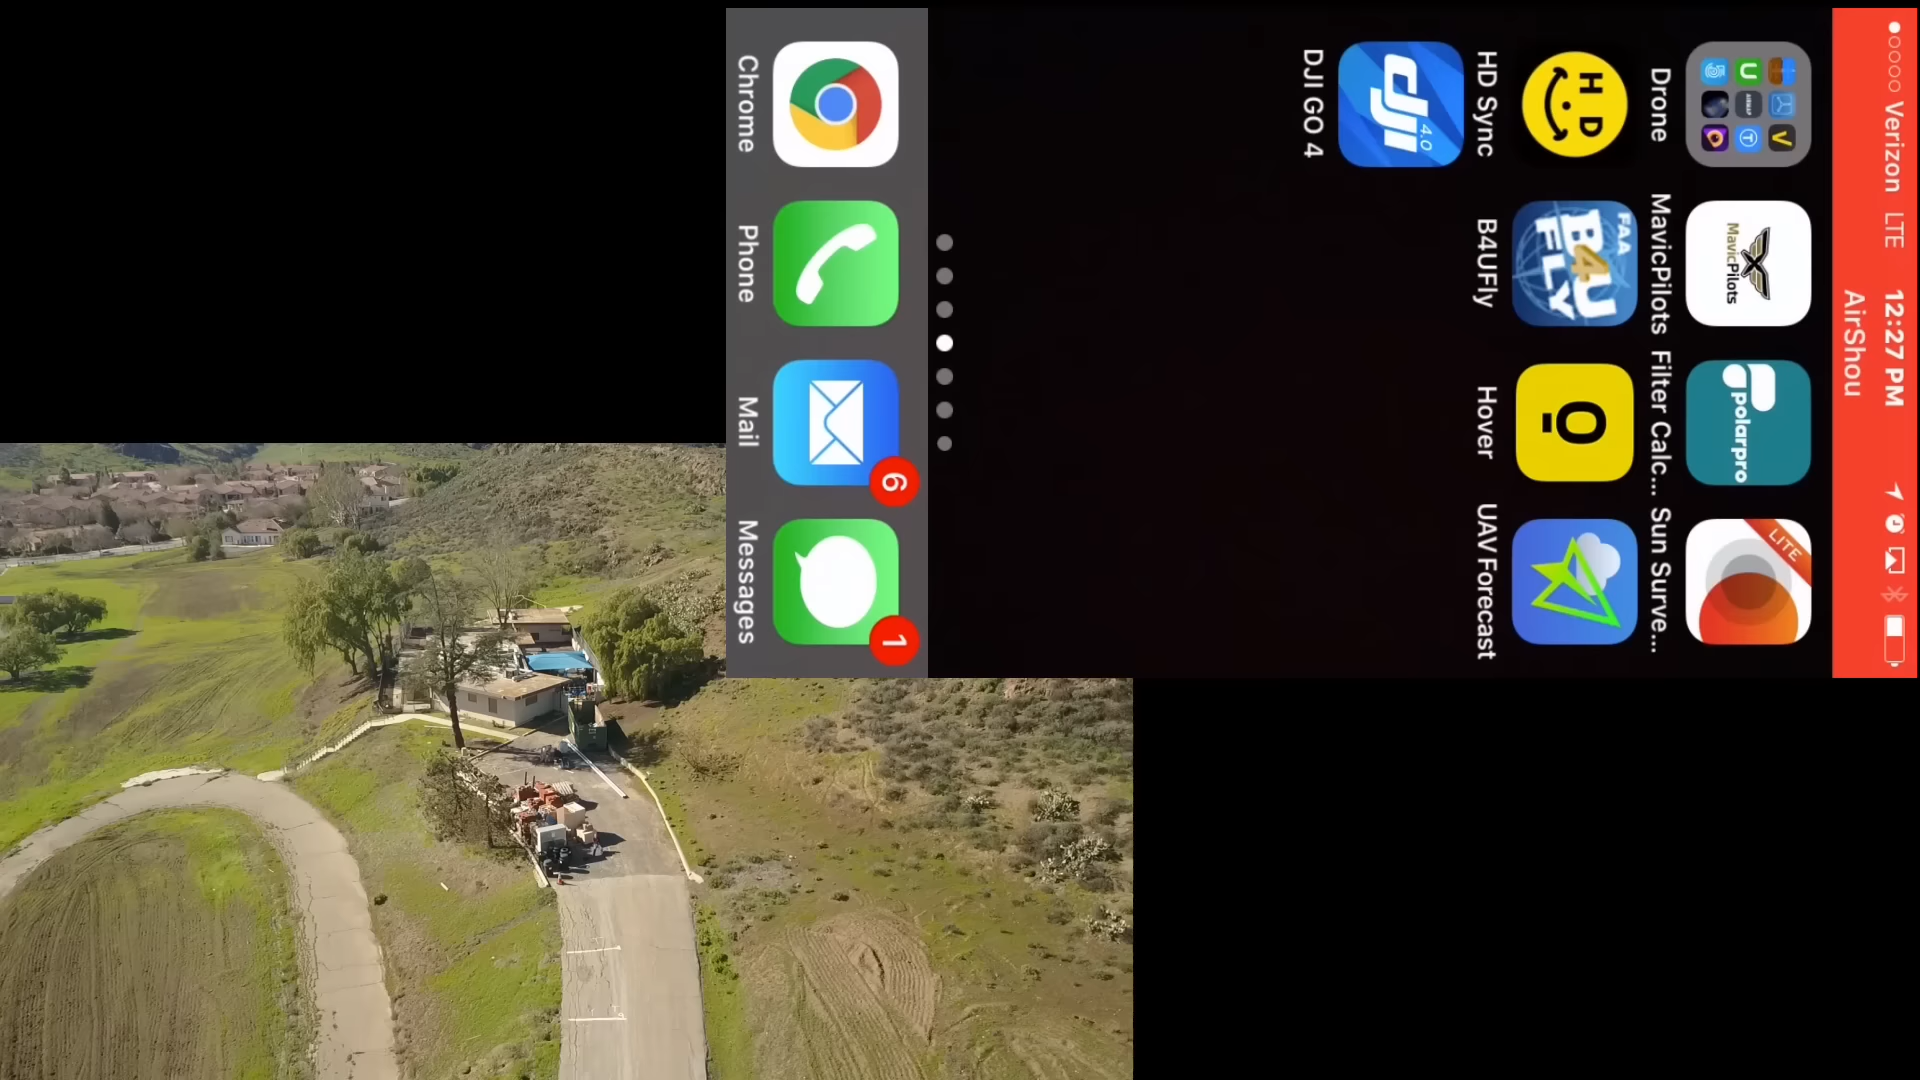 Verizon LTE 12:27 PM
AirShou
MavicPilots
polarpro
LITE
Drone MavicPilots Filter Calc... Sun Surve...
HD
FAA
B4U
FLY
Ō
HD Sync B4UFly Hover UAV Forecast
dji 4.0
DJI GO 4
6
1
Chrome Phone Mail Messages